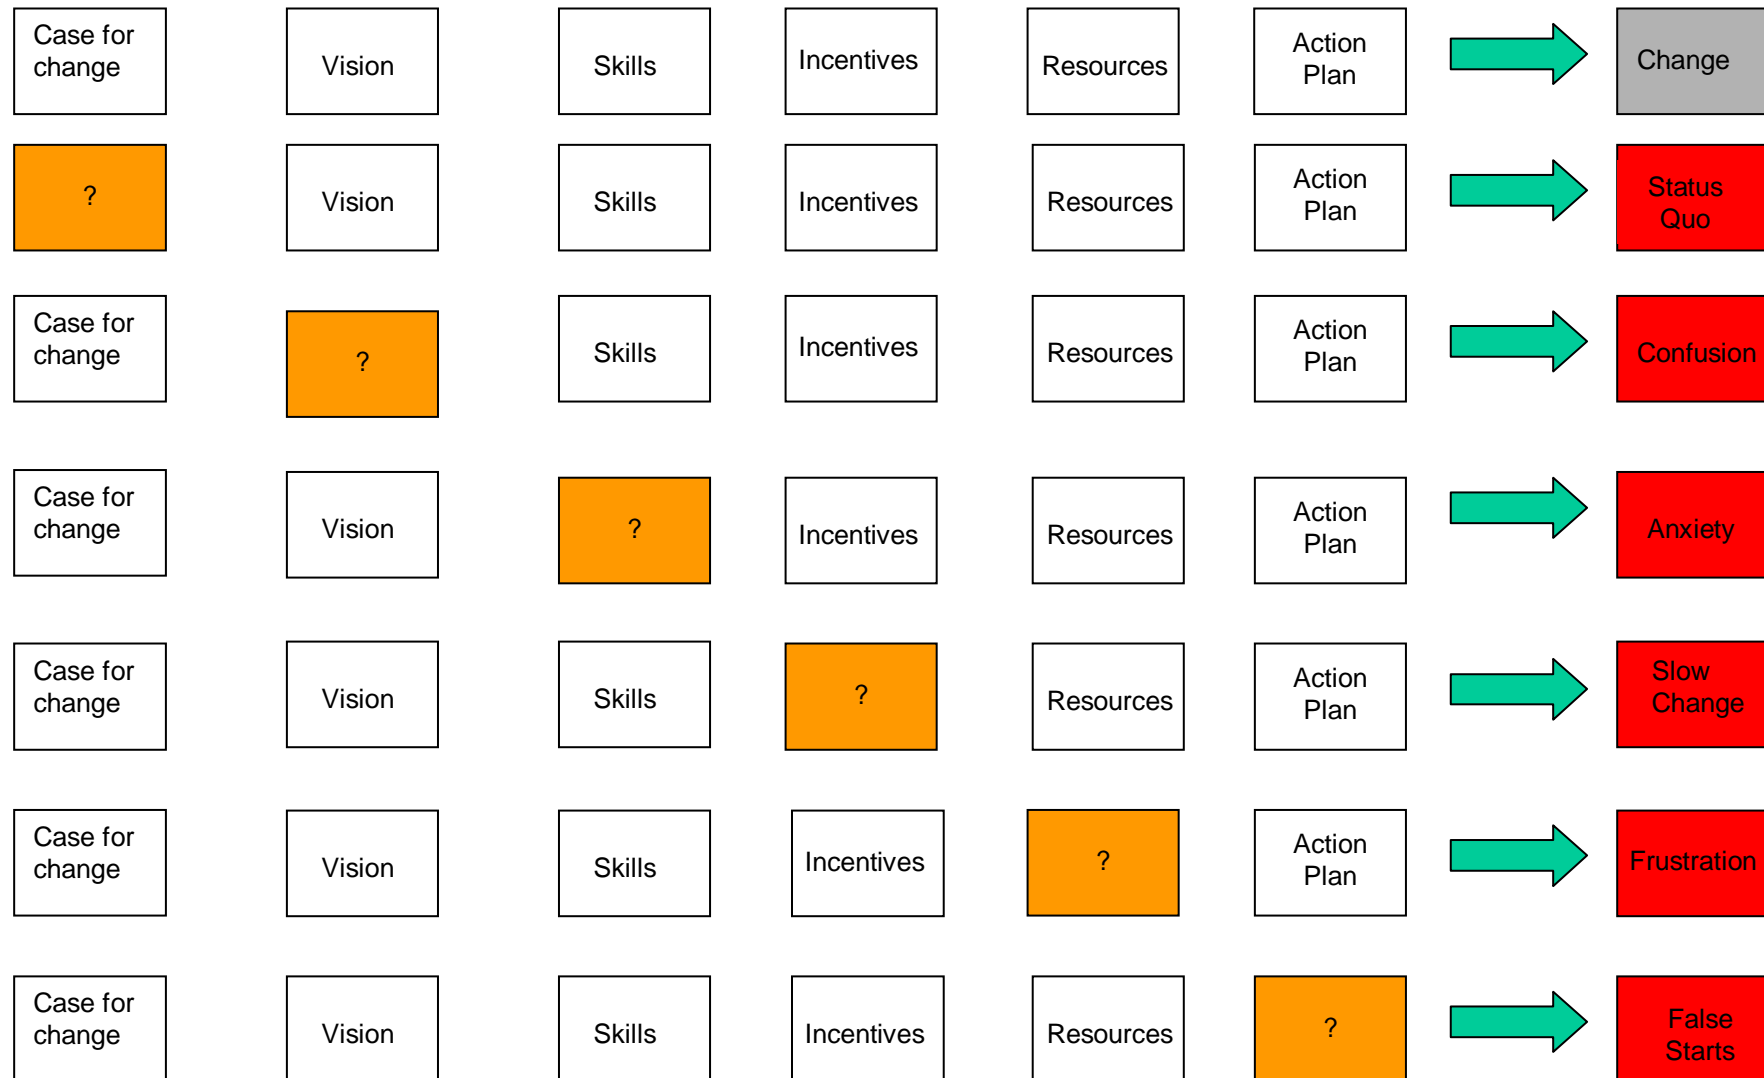 Case for
change
Vision
Skills
Incentives
Resources
Action
Plan
Change
?
Vision
Skills
Incentives
Resources
Action
Plan
Status
Quo
Case for
change
?
Skills
Incentives
Resources
Action
Plan
Confusion
Case for
change
Vision
?
Incentives
Resources
Action
Plan
Anxiety
Case for
change
Vision
Skills
?
Resources
Action
Plan
Slow
Change
Case for
change
Vision
Skills
Incentives
?
Action
Plan
Frustration
Case for
change
Vision
Skills
Incentives
Resources
?
False
Starts